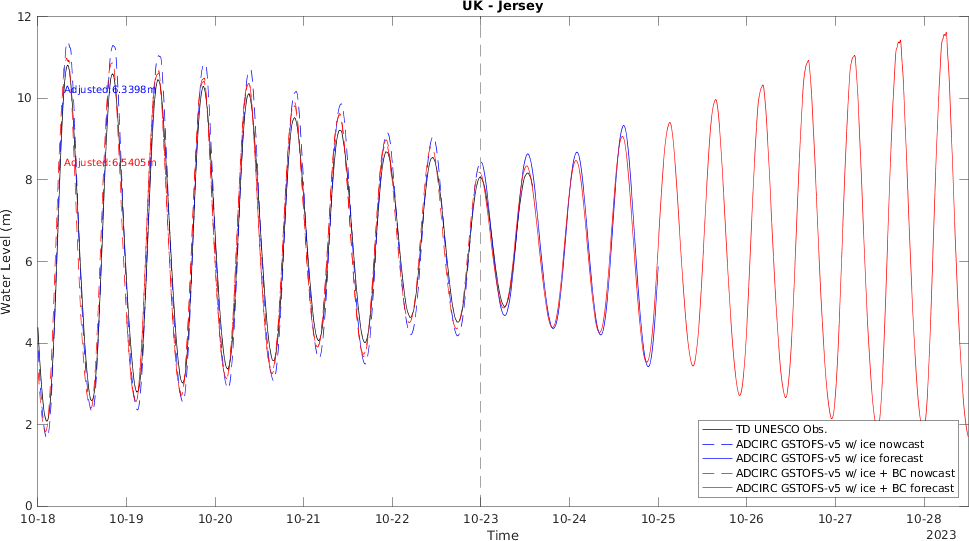 UK - Jersey
12
10
8
6
4
2
0
Water Level (m)
Adjusted:6.3398m
Adjusted:6.5405m
TD UNESCO Obs.
ADCIRC GSTOFS-v5 w/ ice nowcast
ADCIRC GSTOFS-v5 w/ ice forecast
ADCIRC GSTOFS-v5 w/ ice + BC nowcast
ADCIRC GSTOFS-v5 w/ ice + BC forecast
10-18 10-19 10-20 10-21 10-22 10-23 10-24 10-25 10-26 10-27 10-28
Time
2023